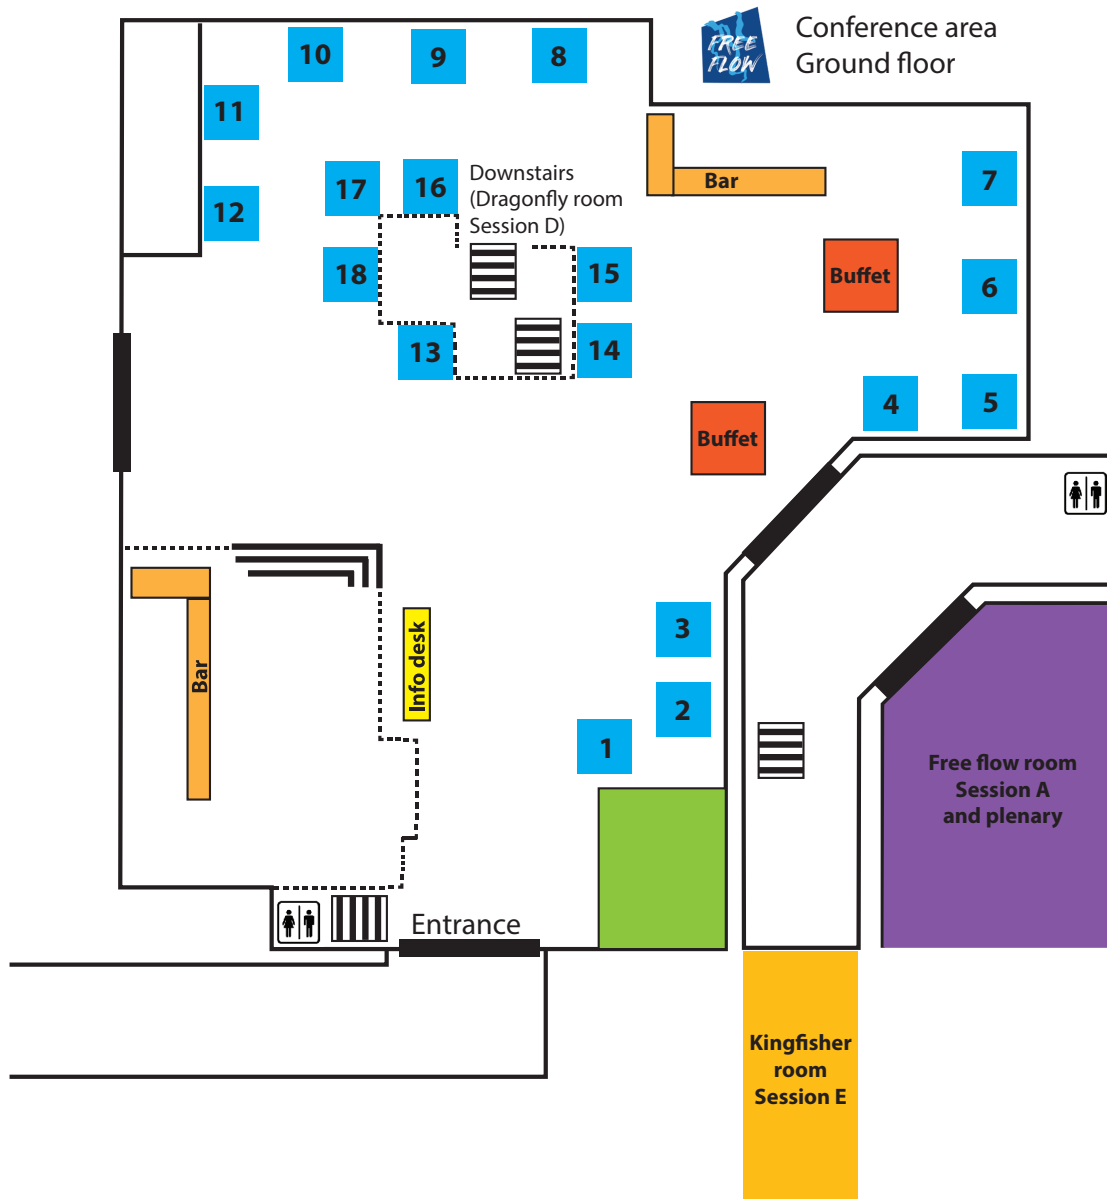 FREE
FLOW
Conference area
Ground floor
10
9
8
11
12
17
16
Downstairs
(Dragonfly room
Session D)
Bar
7
18
15
Buffet
6
13
14
4
5
Buffet
Bar
Info desk
3
2
1
Free flow room
Session A
and plenary
Entrance
Kingfisher
room
Session E